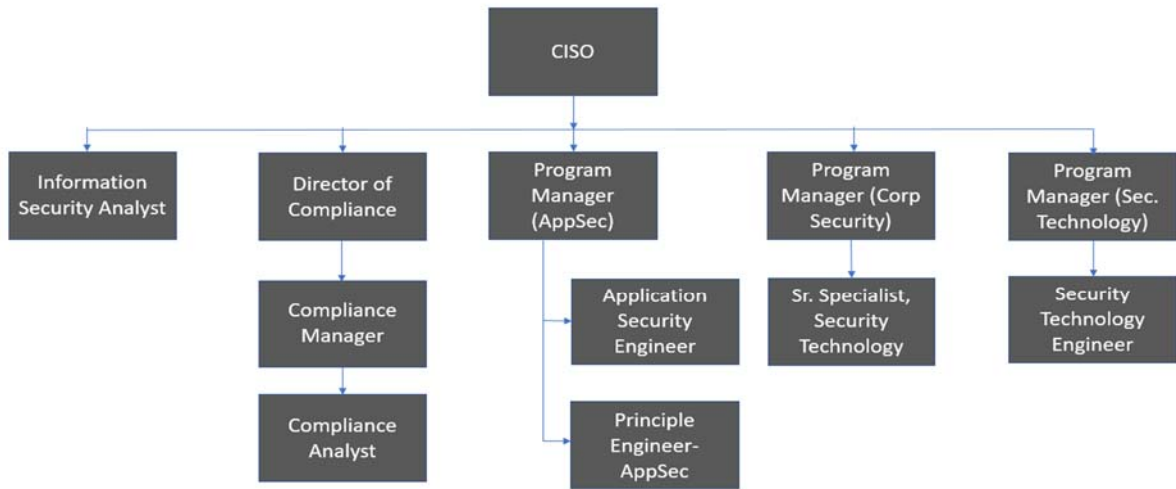 CISO
Information
Security Analyst
Director of
Compliance
Program
Manager
(AppSec)
Program
Manager (Corp
Security)
Program
Manager (Sec.
Technology)
Compliance
Manager
Application
Security
Engineer
Sr. Specialist,
Security
Technology
Security
Technology
Engineer
Compliance
Analyst
Principle
Engineer-
AppSec